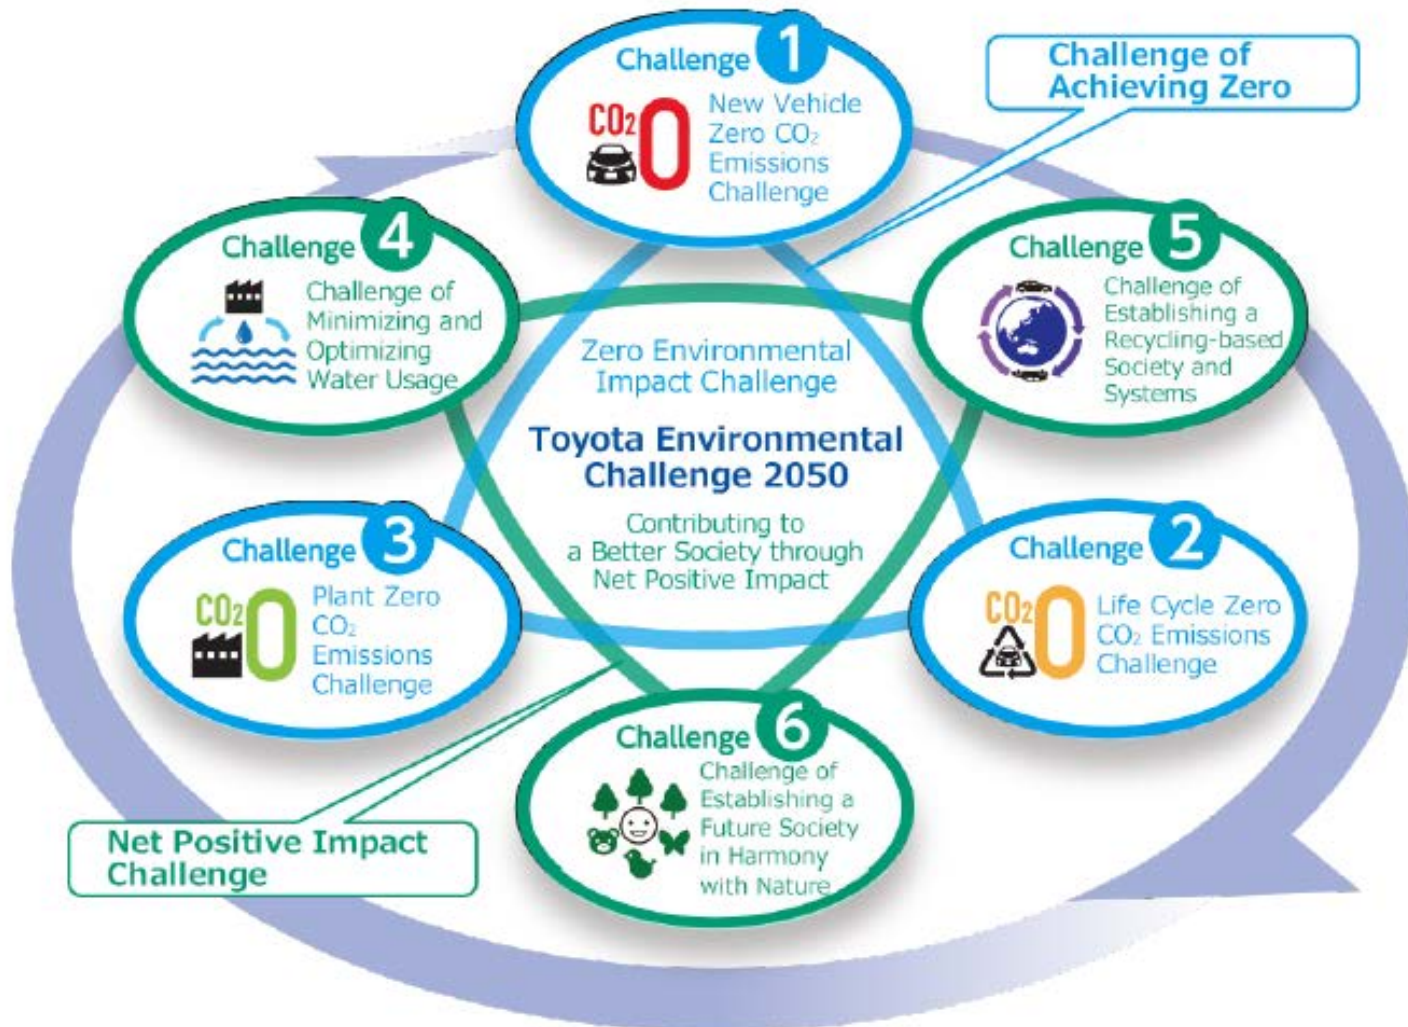 Challenge 1
CO₂ 0
New Vehicle
Zero CO₂
Emissions
Challenge
Challenge of
Achieving Zero
Challenge 4
Challenge of
Minimizing and
Optimizing
Water Usage
Challenge 5
Challenge of
Establishing a
Recycling-based
Society and
Systems
Zero Environmental
Impact Challenge
Toyota Environmental
Challenge 2050
Contributing to
a Better Society through
Net Positive Impact
Challenge 3
CO₂ 0
Plant Zero
CO₂
Emissions
Challenge
Challenge 2
CO₂ 0
Life Cycle Zero
CO₂ Emissions
Challenge
Challenge 6
Challenge of
Establishing a
Future Society
in Harmony
with Nature
Net Positive Impact
Challenge